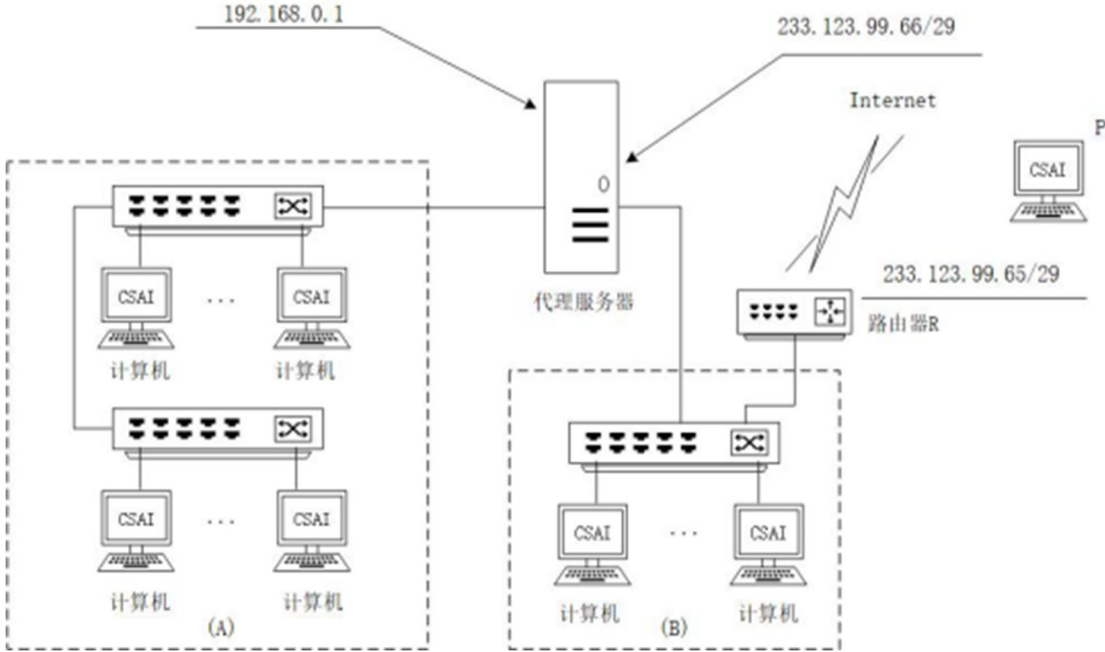 192.168.0.1
233.123.99.66/29
Internet
P
CSAI
233.123.99.65/29
路由器R
代理服务器
CSAI
...
CSAI
计算机
计算机
CSAI
...
CSAI
计算机
计算机
(A)
CSAI
...
CSAI
计算机
计算机
(B)